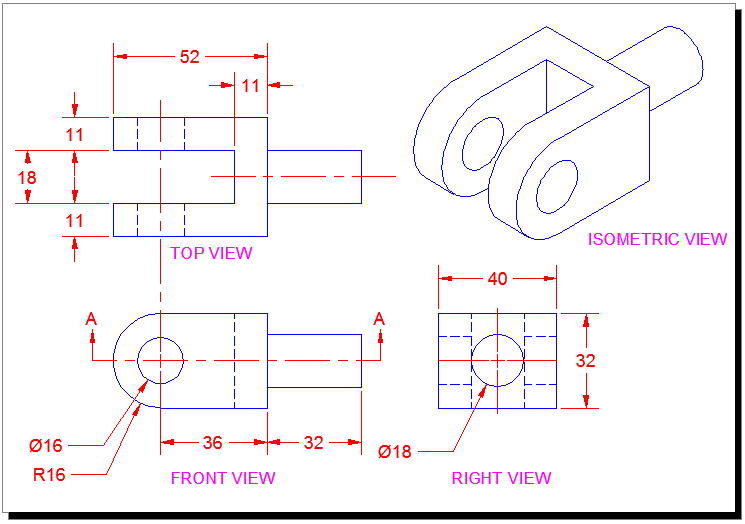 52
11
11
18
11
TOP VIEW
ISOMETRIC VIEW
40
A
A
32
Ø16
R16
36
32
Ø18
FRONT VIEW
RIGHT VIEW